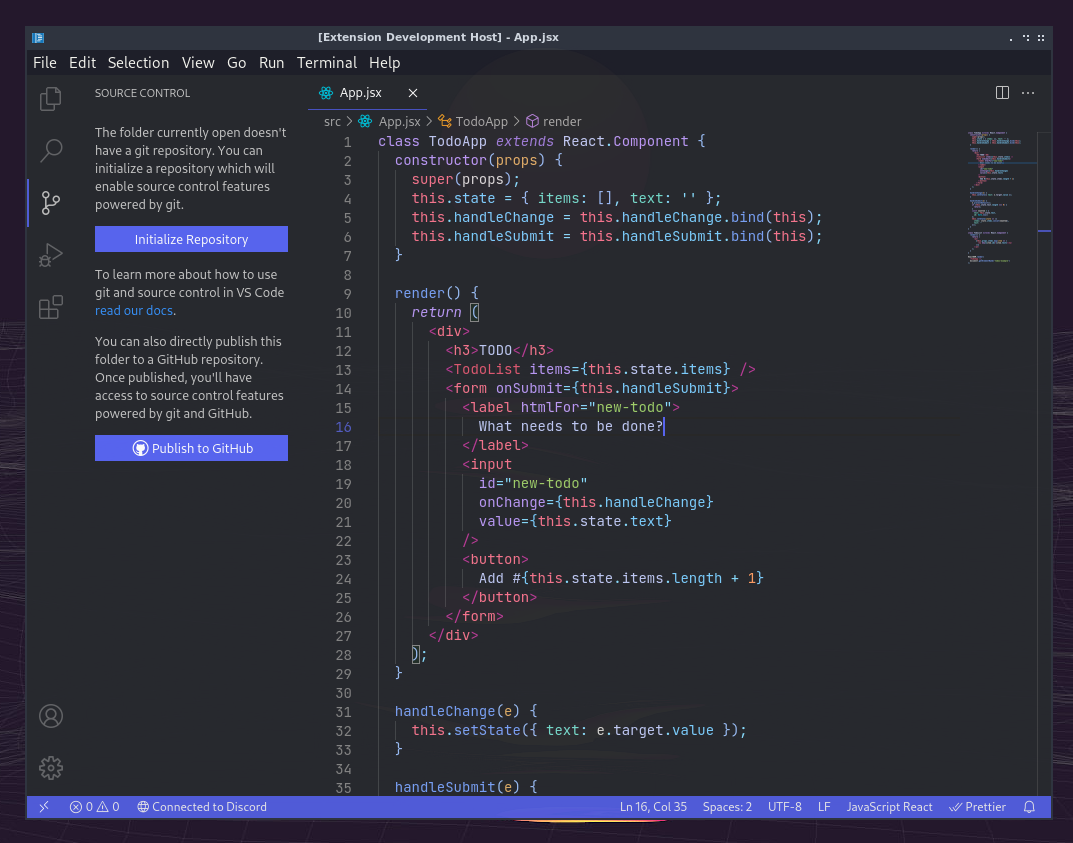 [Extension Development Host] - App.jsx
File Edit Selection View Go Run Terminal Help
SOURCE CONTROL
The folder currently open doesn't
have a git repository. You can
initialize a repository which will
enable source control features
powered by git.
Initialize Repository
To learn more about how to use
git and source control in VS Code
read our docs.
You can also directly publish this
folder to a GitHub repository.
Once published, you'll have
access to source control features
powered by git and GitHub.
Publish to GitHub
App.jsx
src > App.jsx > TodoApp > render
1 class TodoApp extends React.Component {
2   constructor(props) {
3     super(props);
4     this.state = { items: [], text: '' };
5     this.handleChange = this.handleChange.bind(this);
6     this.handleSubmit = this.handleSubmit.bind(this);
7   }
8
9   render() {
10     return (
11       <div>
12         <h3>TODO</h3>
13         <TodoList items={this.state.items} />
14         <form onSubmit={this.handleSubmit}>
15           <label htmlFor="new-todo">
16             What needs to be done?
17           </label>
18           <input
19             id="new-todo"
20             onChange={this.handleChange}
21             value={this.state.text}
22           />
23           <button>
24             Add #{this.state.items.length + 1}
25           </button>
26         </form>
27       </div>
28     );
29   }
30
31   handleChange(e) {
32     this.setState({ text: e.target.value });
33   }
34
35   handleSubmit(e) {
0 0 Connected to Discord Ln 16, Col 35 Spaces: 2 UTF-8 LF JavaScript React Prettier